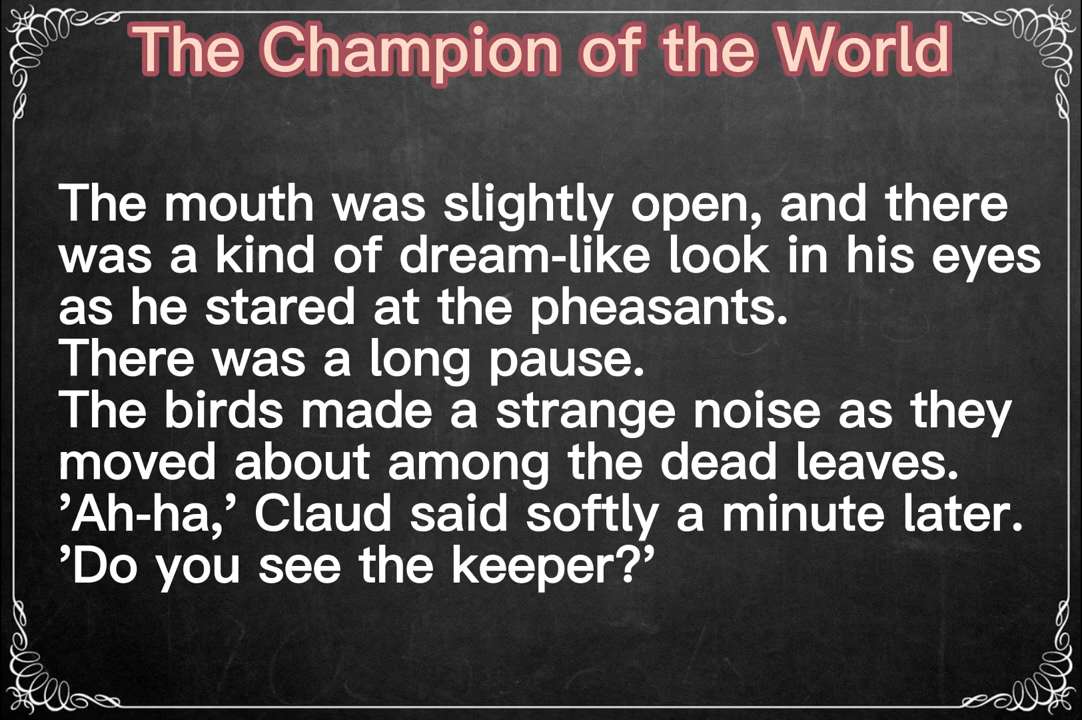 The Champion of the World
The mouth was slightly open, and there
was a kind of dream-like look in his eyes
as he stared at the pheasants.
There was a long pause.
The birds made a strange noise as they
moved about among the dead leaves.
’Ah-ha,’ Claud said softly a minute later.
’Do you see the keeper?’